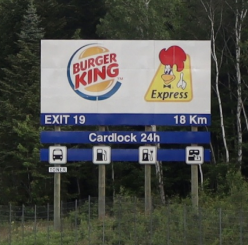 BURGER
KING
Express
EXIT 19 18 Km
Cardlock 24h